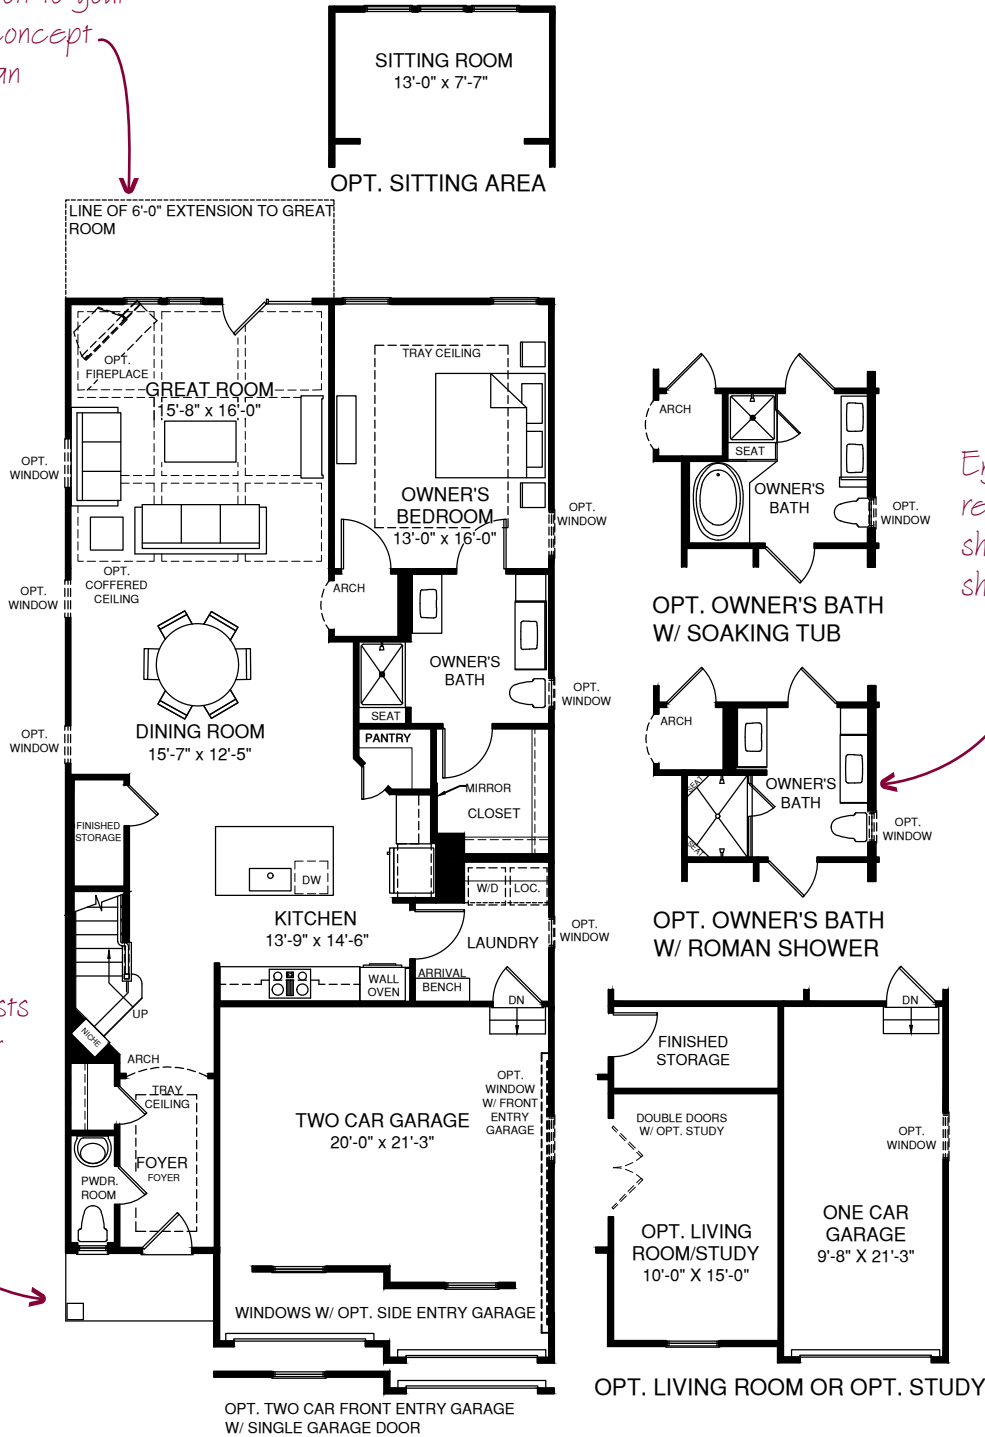 your
concept
SITTING ROOM
13'-0" x 7'-7"
OPT. SITTING AREA
LINE OF 6'-0" EXTENSION TO GREAT
ROOM
OPT.
FIREPLACE
GREAT ROOM
15'-8" x 16'-0"
TRAY CEILING
OPT.
WINDOW
OWNER'S
BEDROOM
13'-0" x 16'-0"
OPT.
WINDOW
OPT.
COFFERED
CEILING
OPT.
WINDOW
ARCH
OWNER'S
BATH
SEAT
OPT.
WINDOW
DINING ROOM
15'-7" x 12'-5"
OPT.
WINDOW
PANTRY
MIRROR
CLOSET
FINISHED
STORAGE
DW
W/D
LOC.
KITCHEN
13'-9" x 14'-6"
LAUNDRY
OPT.
WINDOW
WALL
OVEN
ARRIVAL
BENCH
DN
UP
NICHE
ARCH
TRAY
CEILING
FOYER
FOYER
PWDR.
ROOM
TWO CAR GARAGE
20'-0" x 21'-3"
OPT.
WINDOW
W/ FRONT
ENTRY
GARAGE
WINDOWS W/ OPT. SIDE ENTRY GARAGE
OPT. TWO CAR FRONT ENTRY GARAGE
W/ SINGLE GARAGE DOOR
ARCH
SEAT
OWNER'S
BATH
OPT.
WINDOW
OPT. OWNER'S BATH
W/ SOAKING TUB
ARCH
SEAT
SEAT
OWNER'S
BATH
OPT.
WINDOW
OPT. OWNER'S BATH
W/ ROMAN SHOWER
DN
FINISHED
STORAGE
DOUBLE DOORS
W/ OPT. STUDY
OPT.
WINDOW
OPT. LIVING
ROOM/STUDY
10'-0" X 15'-0"
ONE CAR
GARAGE
9'-8" X 21'-3"
OPT. LIVING ROOM OR OPT. STUDY